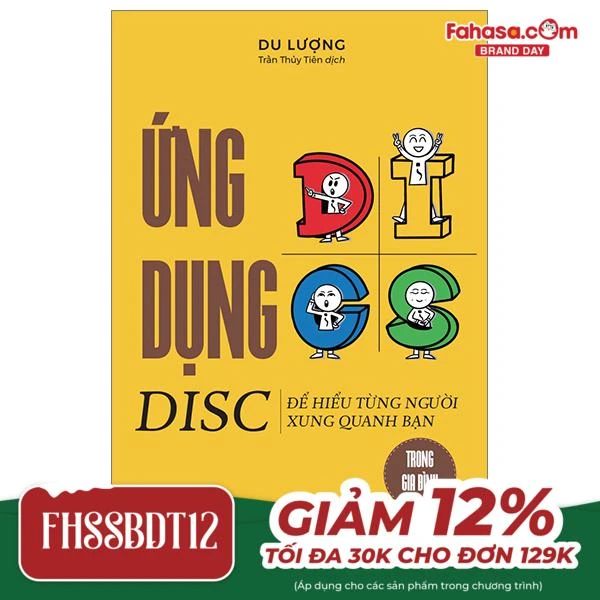 Fahasa.com
BRAND DAY
DU LƯỢNG
Trần Thủy Tiên dịch
ỨNG
DỤNG
D I
C S
DISC
ĐỂ HIỂU TỪNG NGƯỜI
XUNG QUANH BẠN
TRONG
GIA ĐÌNH
FHSSBDT12
GIẢM 12%
TỐI ĐA 30K CHO ĐƠN 129K
(Áp dụng cho các sản phẩm trong chương trình)